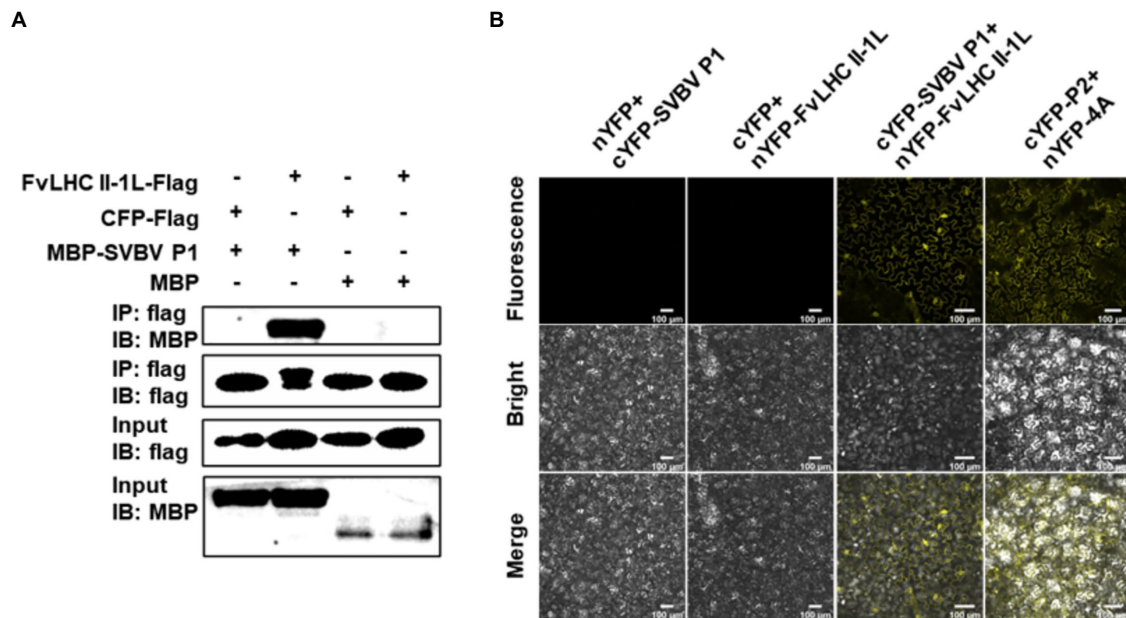 A
B
nYFP+
cYFP-SVBV P1
cYFP+
nYFP-FvLHC II-1L
cYFP-SVBV P1+
nYFP-FvLHC II-1L
cYFP-P2+
nYFP-4A
FvLHC II-1L-Flag - + - +
CFP-Flag + - + -
MBP-SVBV P1 + + - -
MBP - - + +
IP: flag
IB: MBP
IP: flag
IB: flag
Input
IB: flag
Input
IB: MBP
Fluorescence
100 µm
100 µm
100 µm
100 µm
Bright
100 µm
100 µm
100 µm
100 µm
Merge
100 µm
100 µm
100 µm
100 µm